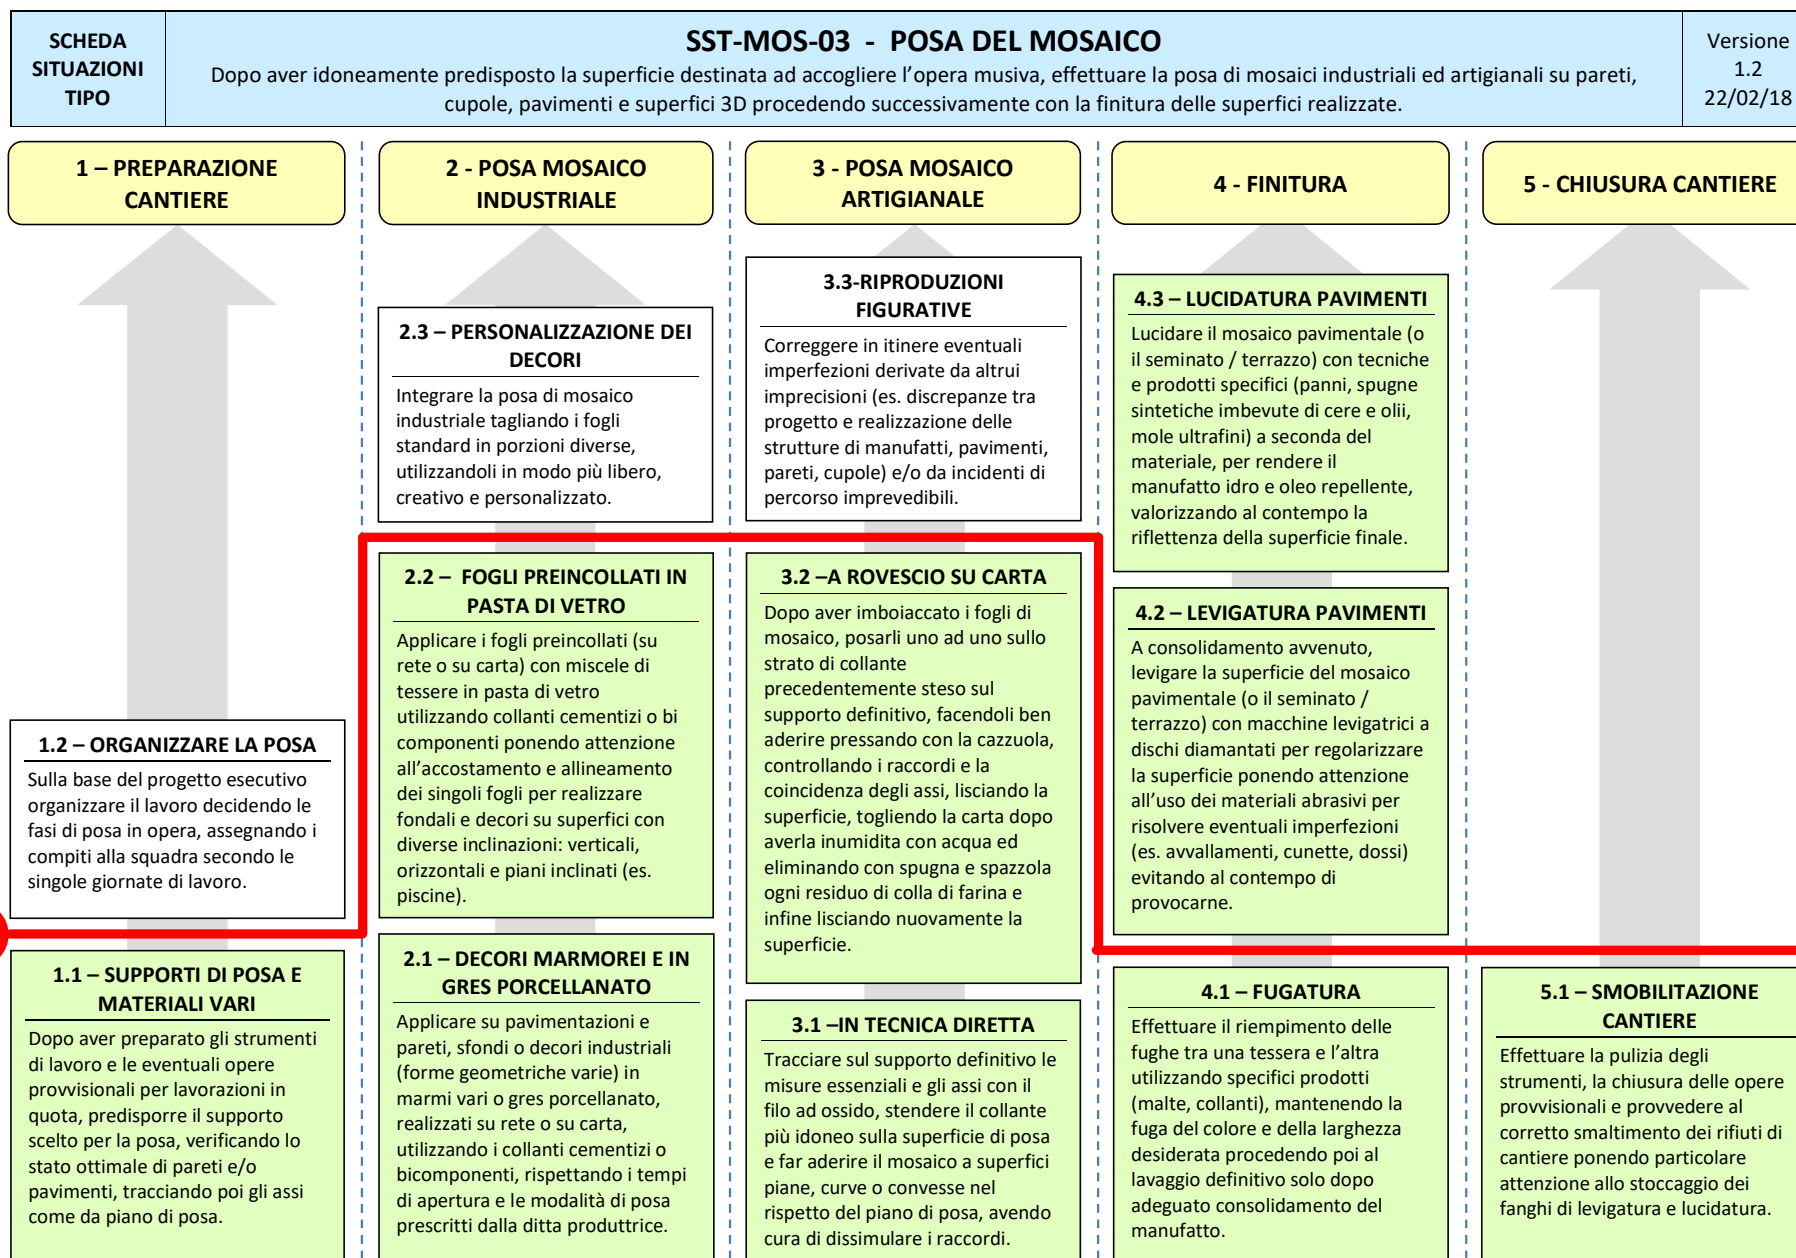 SCHEDA
SITUAZIONI
TIPO
SST-MOS-03 - POSA DEL MOSAICO
Dopo aver idoneamente predisposto la superficie destinata ad accogliere l’opera musiva, effettuare la posa di mosaici industriali ed artigianali su pareti,
cupole, pavimenti e superfici 3D procedendo successivamente con la finitura delle superfici realizzate.
Versione
1.2
22/02/18
1 – PREPARAZIONE
CANTIERE
1.2 – ORGANIZZARE LA POSA
Sulla base del progetto esecutivo
organizzare il lavoro decidendo le
fasi di posa in opera, assegnando i
compiti alla squadra secondo le
singole giornate di lavoro.
1.1 – SUPPORTI DI POSA E
MATERIALI VARI
Dopo aver preparato gli strumenti
di lavoro e le eventuali opere
provvisionali per lavorazioni in
quota, predisporre il supporto
scelto per la posa, verificando lo
stato ottimale di pareti e/o
pavimenti, tracciando poi gli assi
come da piano di posa.
2 - POSA MOSAICO
INDUSTRIALE
2.3 – PERSONALIZZAZIONE DEI
DECORI
Integrare la posa di mosaico
industriale tagliando i fogli
standard in porzioni diverse,
utilizzandoli in modo più libero,
creativo e personalizzato.
2.2 – FOGLI PREINCOLLATI IN
PASTA DI VETRO
Applicare i fogli preincollati (su
rete o su carta) con miscele di
tessere in pasta di vetro
utilizzando collanti cementizi o bi
componenti ponendo attenzione
all’accostamento e allineamento
dei singoli fogli per realizzare
fondali e decori su superfici con
diverse inclinazioni: verticali,
orizzontali e piani inclinati (es.
piscine).
2.1 – DECORI MARMOREI E IN
GRES PORCELLANATO
Applicare su pavimentazioni e
pareti, sfondi o decori industriali
(forme geometriche varie) in
marmi vari o gres porcellanato,
realizzati su rete o su carta,
utilizzando i collanti cementizi o
bicomponenti, rispettando i tempi
di apertura e le modalità di posa
prescritti dalla ditta produttrice.
3 - POSA MOSAICO
ARTIGIANALE
3.3-RIPRODUZIONI
FIGURATIVE
Correggere in itinere eventuali
imperfezioni derivate da altrui
imprecisioni (es. discrepanze tra
progetto e realizzazione delle
strutture di manufatti, pavimenti,
pareti, cupole) e/o da incidenti di
percorso imprevedibili.
3.2 –A ROVESCIO SU CARTA
Dopo aver imboiaccato i fogli di
mosaico, posarli uno ad uno sullo
strato di collante
precedentemente steso sul
supporto definitivo, facendoli ben
aderire pressando con la cazzuola,
controllando i raccordi e la
coincidenza degli assi, lisciando la
superficie, togliendo la carta dopo
averla inumidita con acqua ed
eliminando con spugna e spazzola
ogni residuo di colla di farina e
infine lisciando nuovamente la
superficie.
3.1 –IN TECNICA DIRETTA
Tracciare sul supporto definitivo le
misure essenziali e gli assi con il
filo ad ossido, stendere il collante
più idoneo sulla superficie di posa
e far aderire il mosaico a superfici
piane, curve o convesse nel
rispetto del piano di posa, avendo
cura di dissimulare i raccordi.
4 - FINITURA
4.3 – LUCIDATURA PAVIMENTI
Lucidare il mosaico pavimentale (o
il seminato / terrazzo) con tecniche
e prodotti specifici (panni, spugne
sintetiche imbevute di cere e olii,
mole ultrafini) a seconda del
materiale, per rendere il
manufatto idro e oleo repellente,
valorizzando al contempo la
riflettenza della superficie finale.
4.2 – LEVIGATURA PAVIMENTI
A consolidamento avvenuto,
levigare la superficie del mosaico
pavimentale (o il seminato /
terrazzo) con macchine levigatrici a
dischi diamantati per regolarizzare
la superficie ponendo attenzione
all’uso dei materiali abrasivi per
risolvere eventuali imperfezioni
(es. avvallamenti, cunette, dossi)
evitando al contempo di
provocarne.
4.1 – FUGATURA
Effettuare il riempimento delle
fughe tra una tessera e l’altra
utilizzando specifici prodotti
(malte, collanti), mantenendo la
fuga del colore e della larghezza
desiderata procedendo poi al
lavaggio definitivo solo dopo
adeguato consolidamento del
manufatto.
5 - CHIUSURA CANTIERE
5.1 – SMOBILITAZIONE
CANTIERE
Effettuare la pulizia degli
strumenti, la chiusura delle opere
provvisionali e provvedere al
corretto smaltimento dei rifiuti di
cantiere ponendo particolare
attenzione allo stoccaggio dei
fanghi di levigatura e lucidatura.